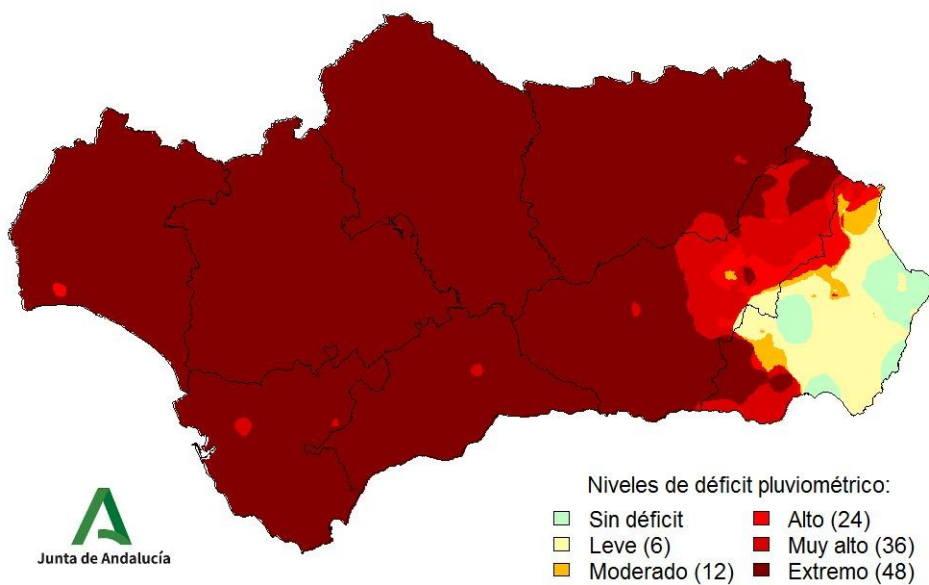 Niveles de déficit pluviométrico:
Sin déficit
Alto (24)
Leve (6)
Muy alto (36)
Moderado (12)
Extremo (48)
Junta de Andalucía